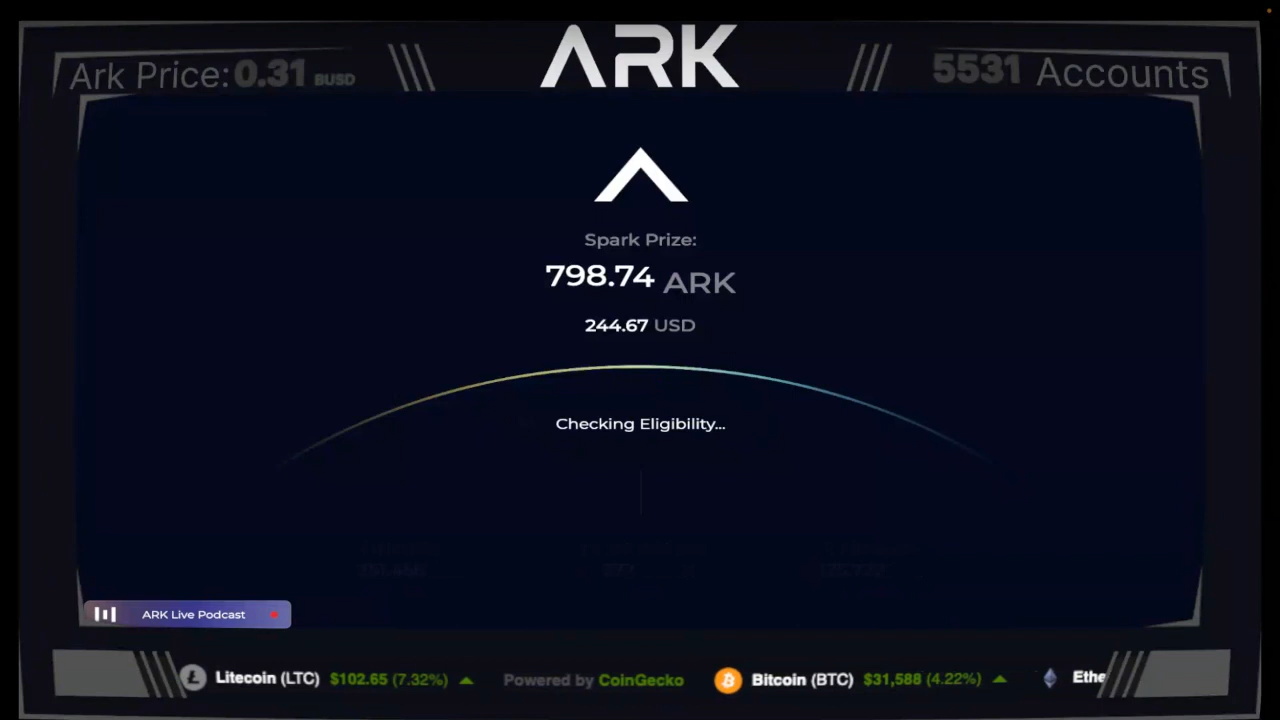 ARK
Ark Price: 0.31 BUSD
5531 Accounts
Spark Prize:
798.74 ARK
244.67 USD
Checking Eligibility...
ARK Live Podcast
Litecoin (LTC) $102.65 (7.32%) Powered by CoinGecko Bitcoin (BTC) $31,588 (4.22%) Ethe